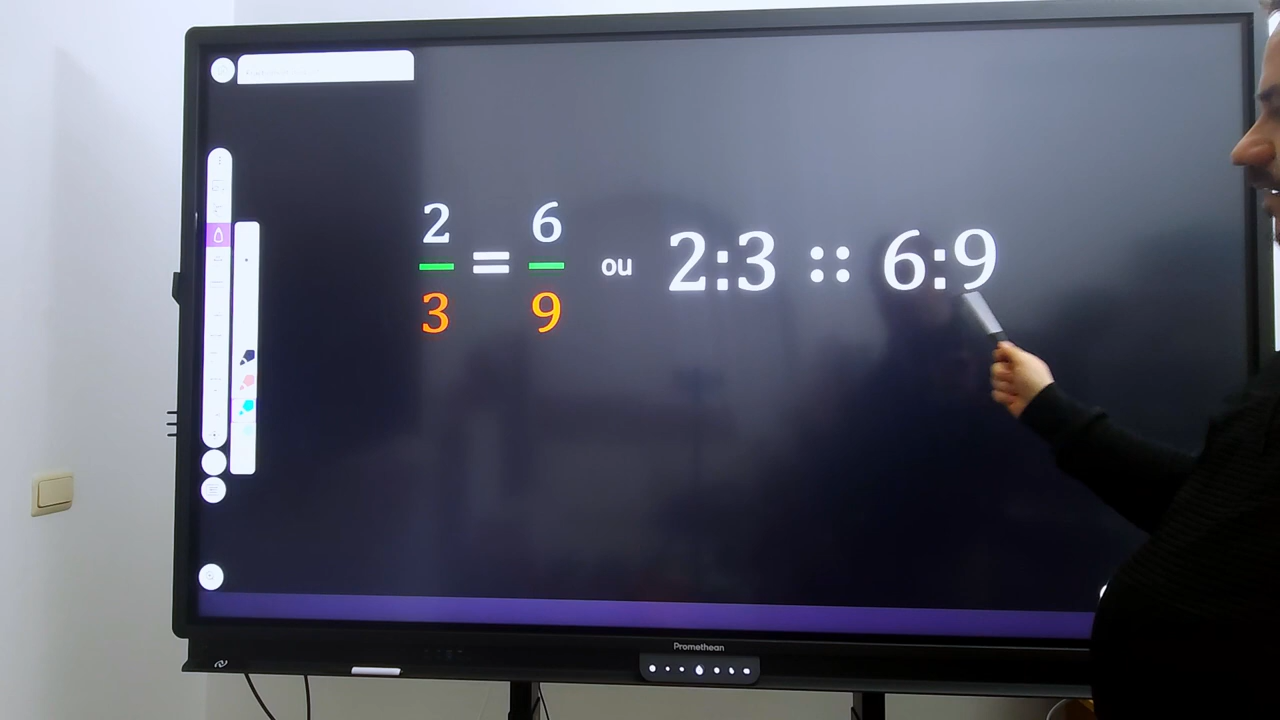 2/3 = 6/9 ou 2:3 :: 6:9
Promethean